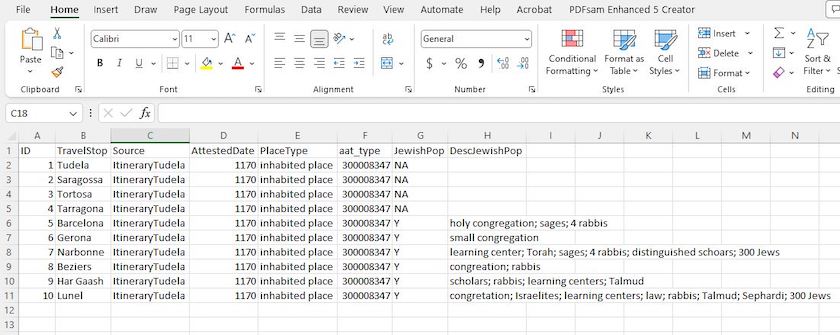 File Home Insert Draw Page Layout Formulas Data Review View Automate Help Acrobat PDFsam Enhanced 5 Creator
Paste
Calibri 11 A^ A˅
B I U A
ab
General
$ % 9
Conditional Formatting
Format as Table
Cell Styles
Insert
Delete
Format
Sort & Filter
Clipboard Font Alignment Number Styles Cells Editing
C18 fx
A B C D E F G H I J K L M N
1 ID TravelStop Source AttestedDate PlaceType aat_type JewishPop DescJewishPop
2 1 Tudela ItineraryTudela 1170 inhabited place 300008347 NA
3 2 Saragossa ItineraryTudela 1170 inhabited place 300008347 NA
4 3 Tortosa ItineraryTudela 1170 inhabited place 300008347 NA
5 4 Tarragona ItineraryTudela 1170 inhabited place 300008347 NA
6 5 Barcelona ItineraryTudela 1170 inhabited place 300008347 Y holy congregation; sages; 4 rabbis
7 6 Gerona ItineraryTudela 1170 inhabited place 300008347 Y small congregation
8 7 Narbonne ItineraryTudela 1170 inhabited place 300008347 Y learning center; Torah; sages; 4 rabbis; distinguished schoars; 300 Jews
9 8 Beziers ItineraryTudela 1170 inhabited place 300008347 Y congreation; rabbis
10 9 Har Gaash ItineraryTudela 1170 inhabited place 300008347 Y scholars; rabbis; learning centers; Talmud
11 10 Lunel ItineraryTudela 1170 inhabited place 300008347 Y congretation; Israelites; learning centers; law; rabbis; Talmud; Sephardi; 300 Jews
12
13